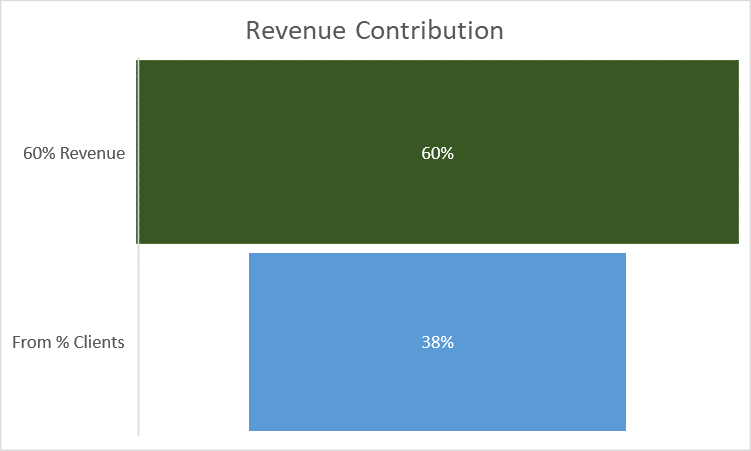 Revenue Contribution
60% Revenue
60%
From % Clients
38%